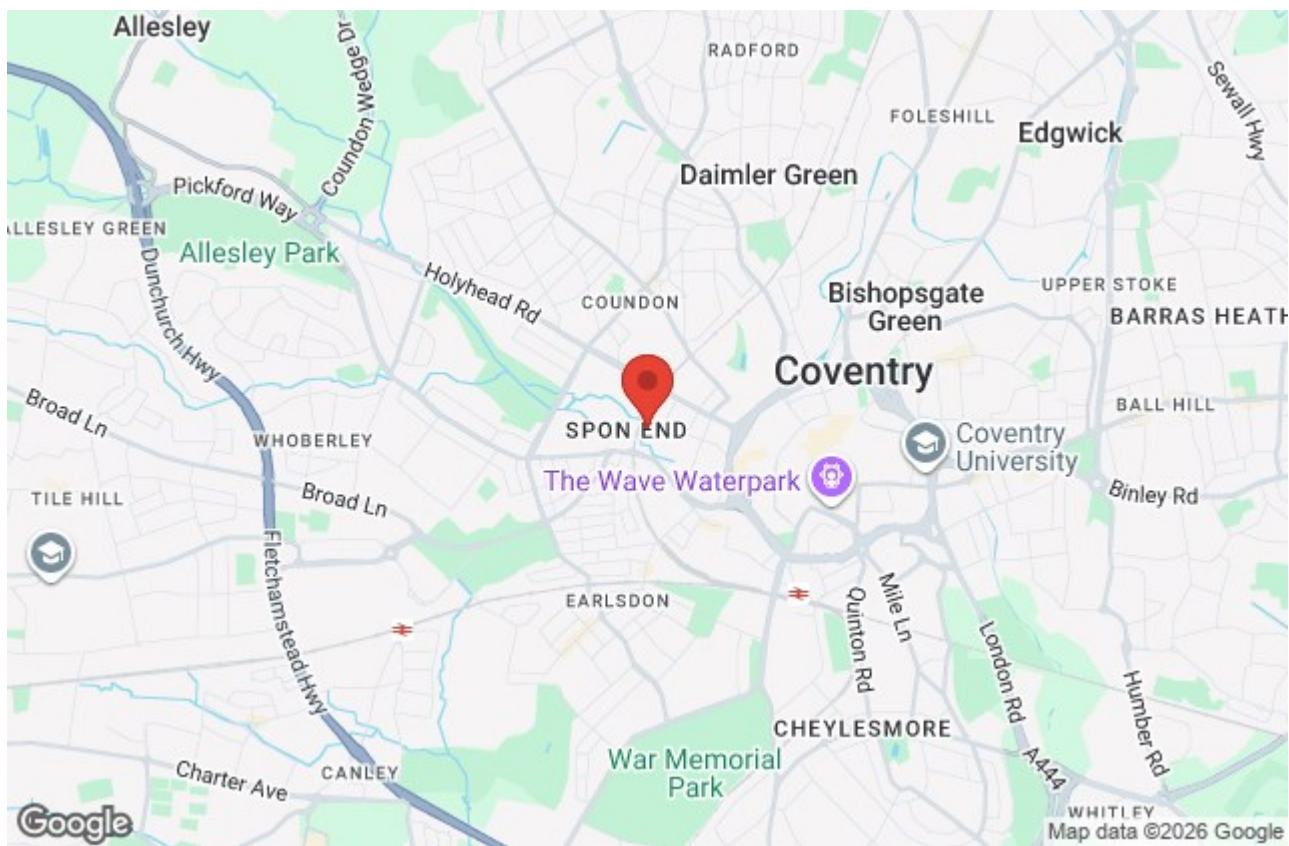 Allesley
RADFORD
Coundon Wedge Dr
Sewall Hwy
FOLESHILL
Edgwick
Daimler Green
Pickford Way
ALLESLEY GREEN
Allesley Park
Dunchurch Hwy
Holyhead Rd
COUNDON
UPPER STOKE
Bishopsgate
Green
BARRAS HEATH
Coventry
Broad Ln
BALL HILL
SPON END
WHOBERLEY
Coventry
University
The Wave Waterpark
TILE HILL
Broad Ln
Binley Rd
Fletchamstead Hwy
EARLSDON
Mile Ln
Quinton Rd
London Rd
Humber Rd
CHEYLESMORE
War Memorial
Park
Charter Ave
CANLEY
A444
WHITLEY
Google
Map data ©2026 Google